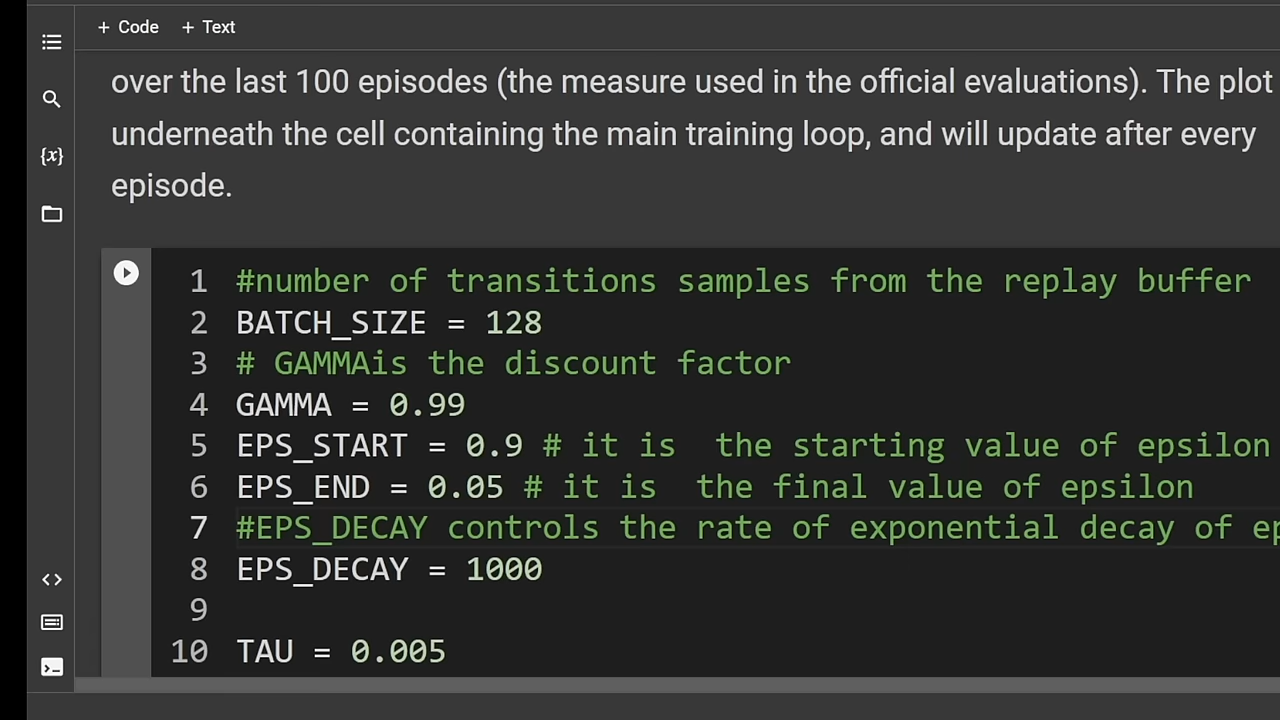 + Code + Text
over the last 100 episodes (the measure used in the official evaluations). The plot
underneath the cell containing the main training loop, and will update after every
episode.
{x}
1 #number of transitions samples from the replay buffer
2 BATCH_SIZE = 128
3 # GAMMAis the discount factor
4 GAMMA = 0.99
5 EPS_START = 0.9 # it is  the starting value of epsilon
6 EPS_END = 0.05 # it is  the final value of epsilon
7 #EPS_DECAY controls the rate of exponential decay of
8 EPS_DECAY = 1000
9
10 TAU = 0.005